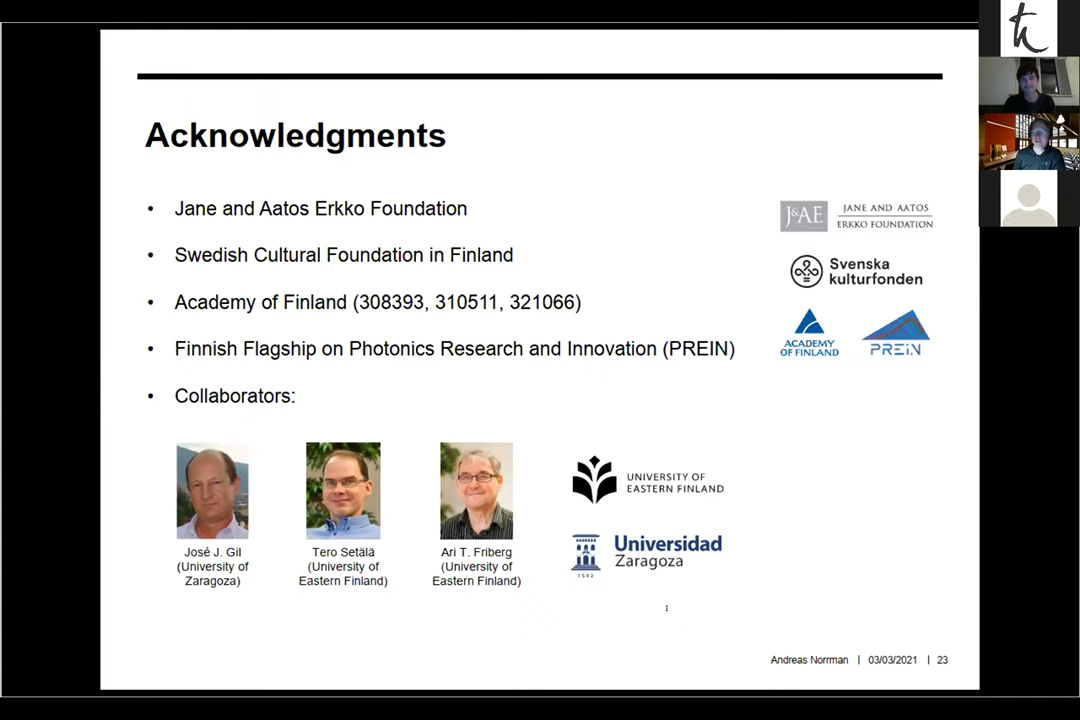 Acknowledgments
• Jane and Aatos Erkko Foundation
• Swedish Cultural Foundation in Finland
• Academy of Finland (308393, 310511, 321066)
• Finnish Flagship on Photonics Research and Innovation (PREIN)
• Collaborators:
J&AE
JANE AND AATOS
ERKKO FOUNDATION
Svenska
kulturfonden
ACADEMY
OF FINLAND
PREIN
José J. Gil
(University of
Zaragoza)
Tero Setälä
(University of
Eastern Finland)
Ari T. Friberg
(University of
Eastern Finland)
UNIVERSITY OF
EASTERN FINLAND
Universidad
Zaragoza
1542
Andreas Norrman | 03/03/2021 | 23